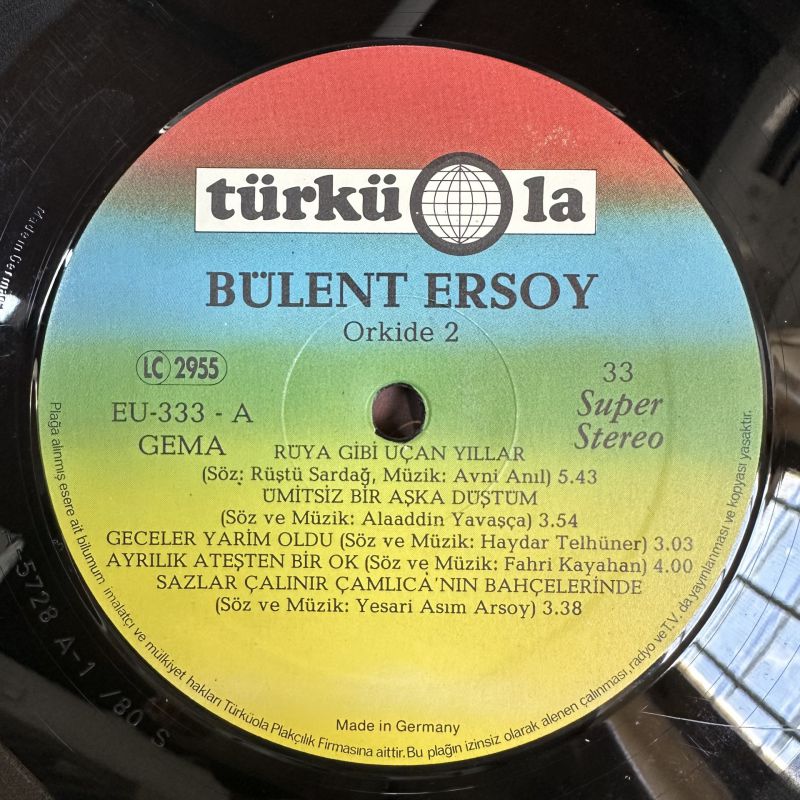 türküola
BÜLENT ERSOY
Orkide 2
LC 2955
33
EU-333 - A
Super
GEMA
Stereo
RÜYA GİBİ UÇAN YILLAR
(Söz: Rüştü Sardağ, Müzik: Avni Anıl) 5.43
ÜMİTSİZ BİR AŞKA DÜŞTÜM
(Söz ve Müzik: Alaaddin Yavaşça) 3.54
GECELER YARİM OLDU (Söz ve Müzik: Haydar Telhüner) 3.03
AYRILIK ATEŞTEN BİR OK (Söz ve Müzik: Fahri Kayahan) 4.00
SAZLAR ÇALINIR ÇAMLICA'NIN BAHÇELERİNDE
(Söz ve Müzik: Yesari Asım Arsoy) 3.38
Made in Germany
Plağa alınmış esere ait bilumum imalatçı ve mülkiyet hakları Türküola Plakçılık Firmasına aittir. Bu plağın izinsiz olarak alenen çalınması, radyo ve T.V. da yayınlanması ve kopyası yasaktır.
Made in Germany
5728 A-1 /80 S